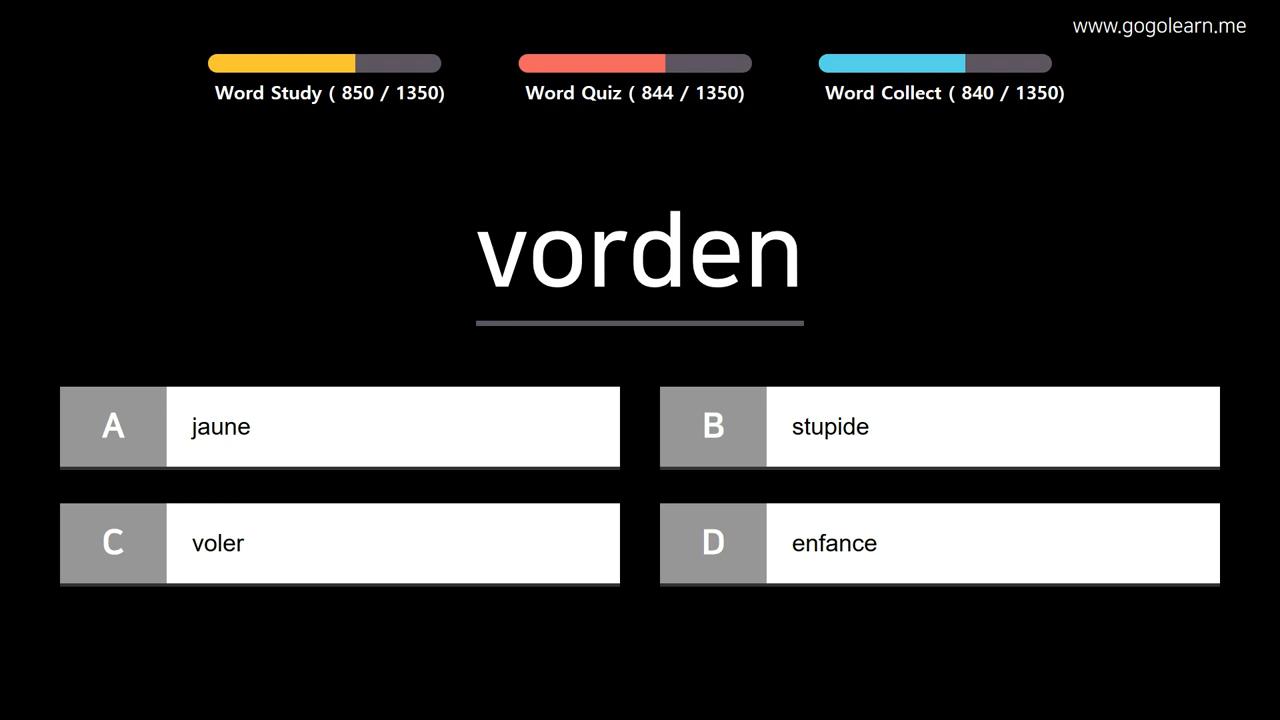 www.gogolearn.me
Word Study ( 850 / 1350)
Word Quiz ( 844 / 1350)
Word Collect ( 840 / 1350)
vorden
A jaune
B stupide
C voler
D enfance